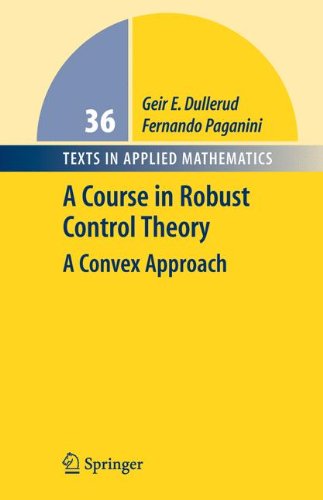 36
Geir E. Dullerud
Fernando Paganini
TEXTS IN APPLIED MATHEMATICS
A Course in Robust
Control Theory
A Convex Approach
Springer